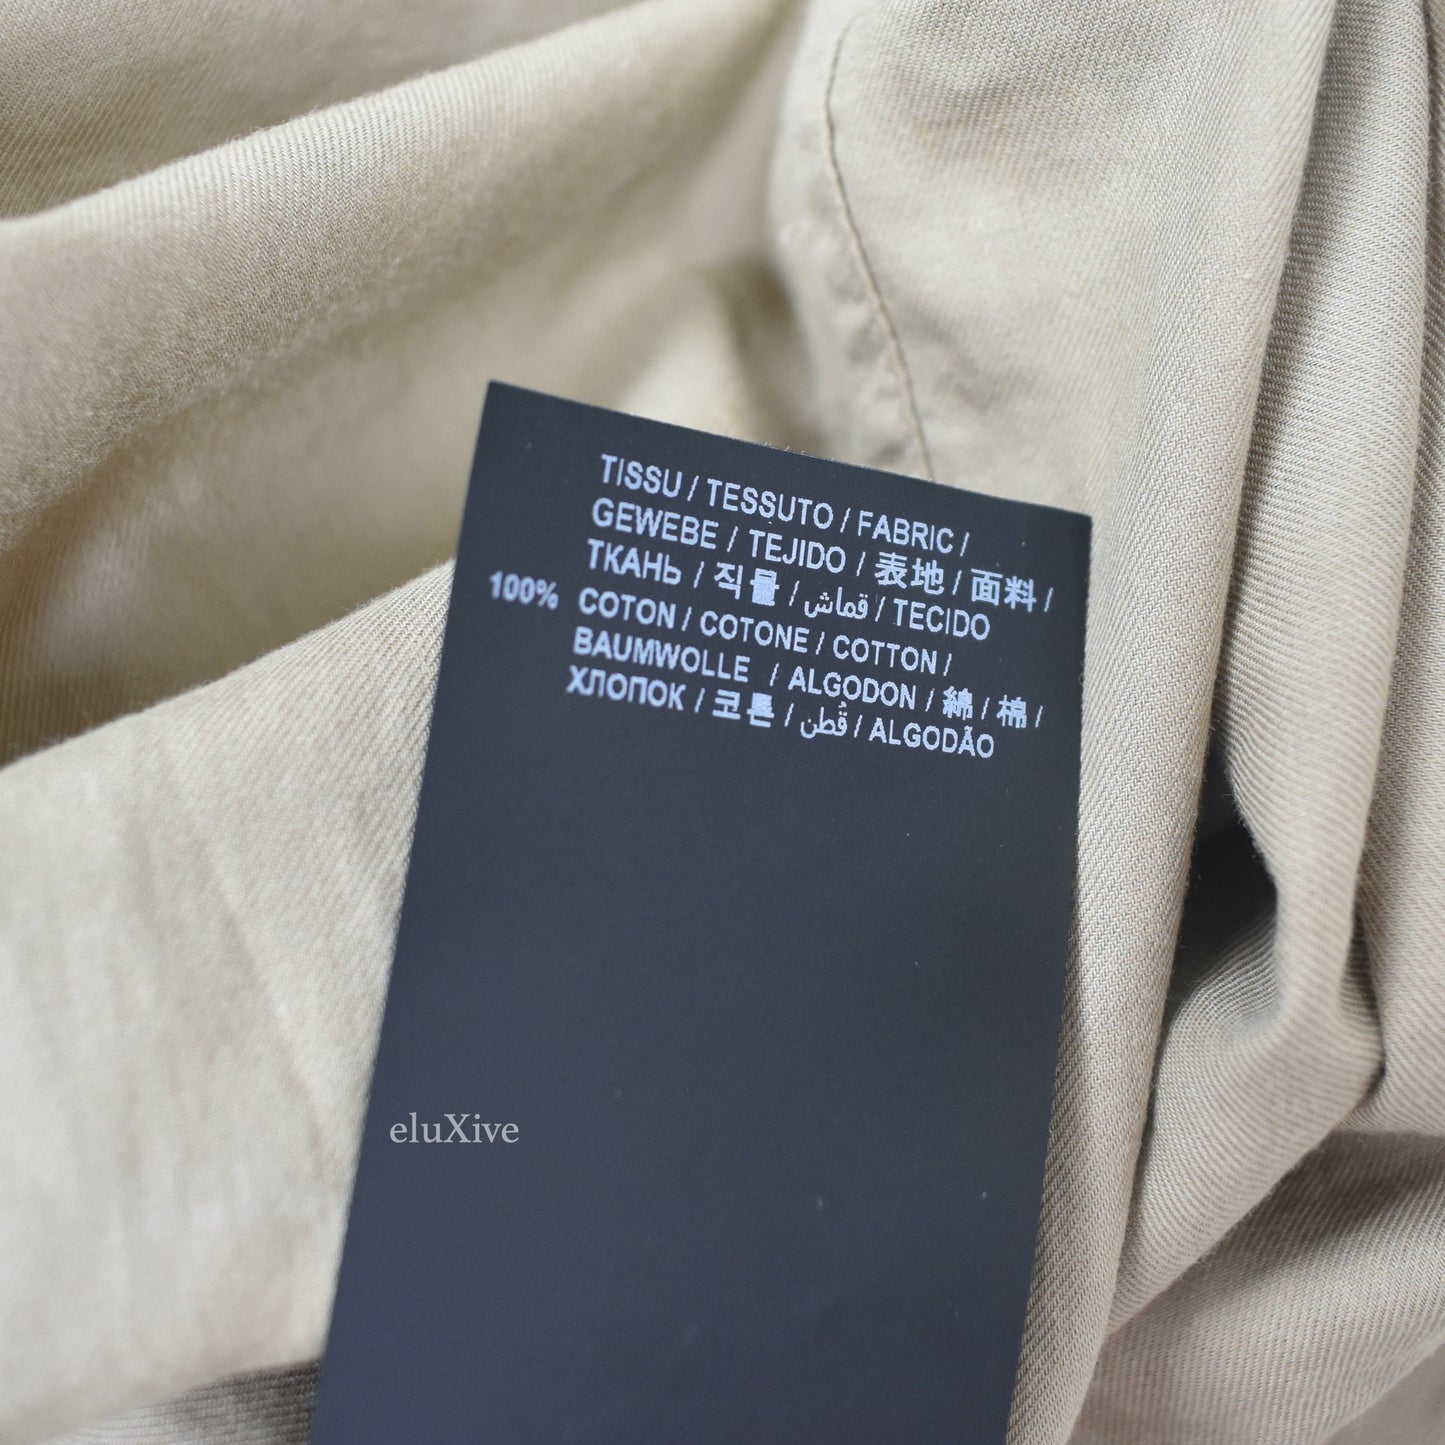 TISSU / TESSUTO / FABRIC /
GEWEBE / TEJIDO / 表地 / 面料 /
ТКАНЬ / 직물 / قماش / TECIDO
100% COTON / COTONE / COTTON /
BAUMWOLLE / ALGODON / 綿 / 棉 /
ХЛОПОК / 코튼 / قُطن / ALGODÃO
eluXive